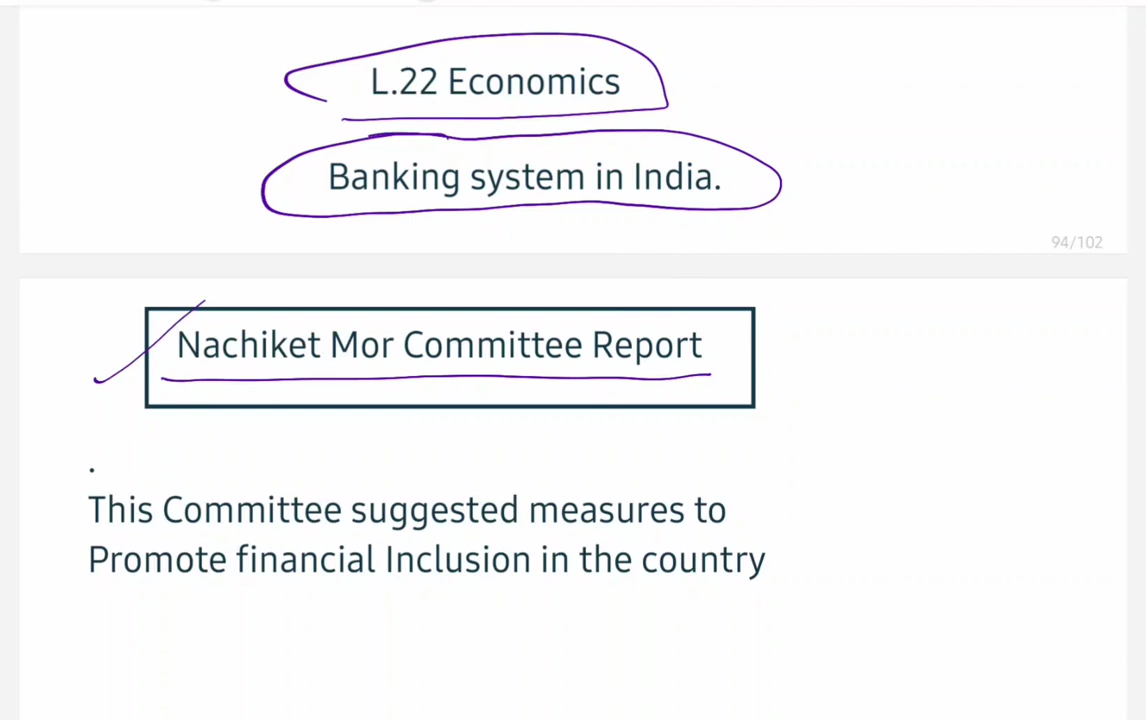 L.22 Economics
Banking system in India.
94/102
Nachiket Mor Committee Report
.
This Committee suggested measures to
Promote financial Inclusion in the country